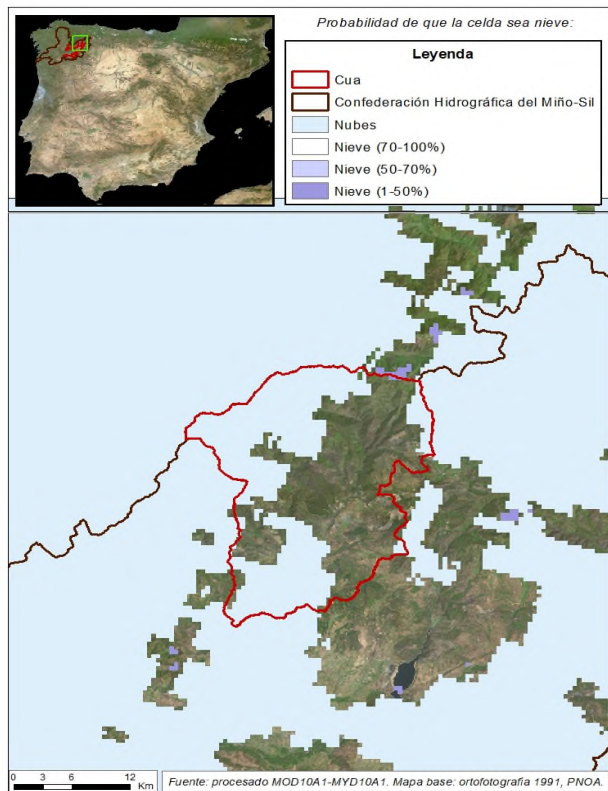 Probabilidad de que la celda sea nieve:
Leyenda
Cua
Confederación Hidrográfica del Miño-Sil
Nubes
Nieve (70-100%)
Nieve (50-70%)
Nieve (1-50%)
0 3 6 12
Km
Fuente: procesado MOD10A1-MYD10A1. Mapa base: ortofotografía 1991, PNOA.